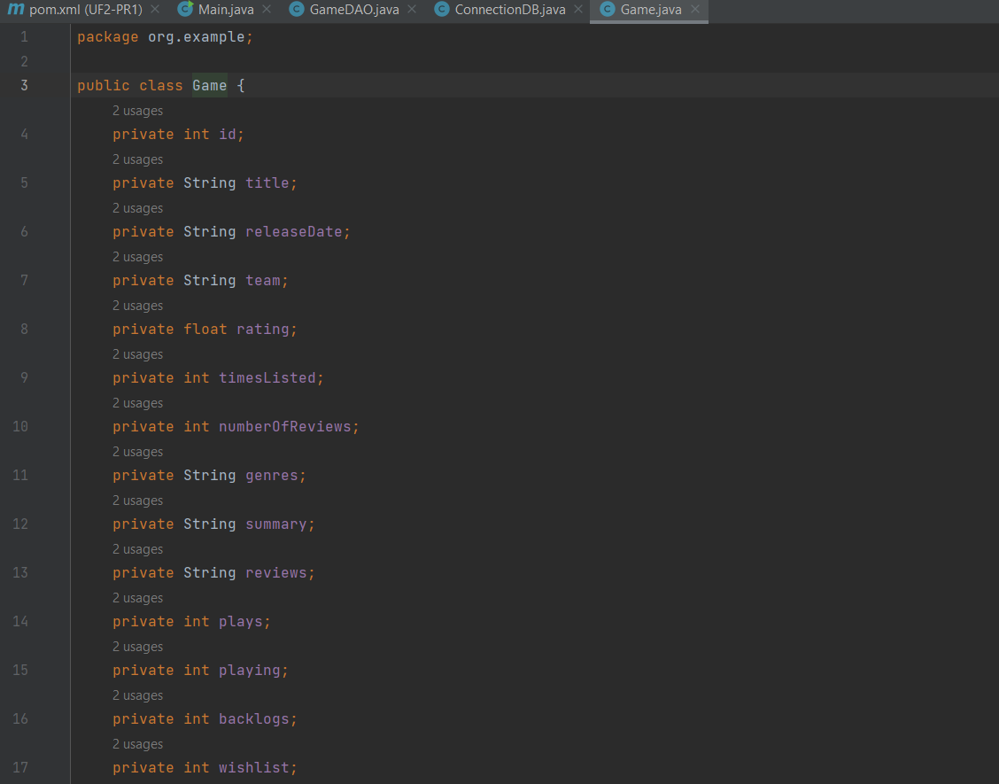 pom.xml (UF2-PR1) Main.java GameDAO.java ConnectionDB.java Game.java
1 package org.example;
2
3 public class Game {
2 usages
4 private int id;
2 usages
5 private String title;
2 usages
6 private String releaseDate;
2 usages
7 private String team;
2 usages
8 private float rating;
2 usages
9 private int timesListed;
2 usages
10 private int numberOfReviews;
2 usages
11 private String genres;
2 usages
12 private String summary;
2 usages
13 private String reviews;
2 usages
14 private int plays;
2 usages
15 private int playing;
2 usages
16 private int backlogs;
2 usages
17 private int wishlist;